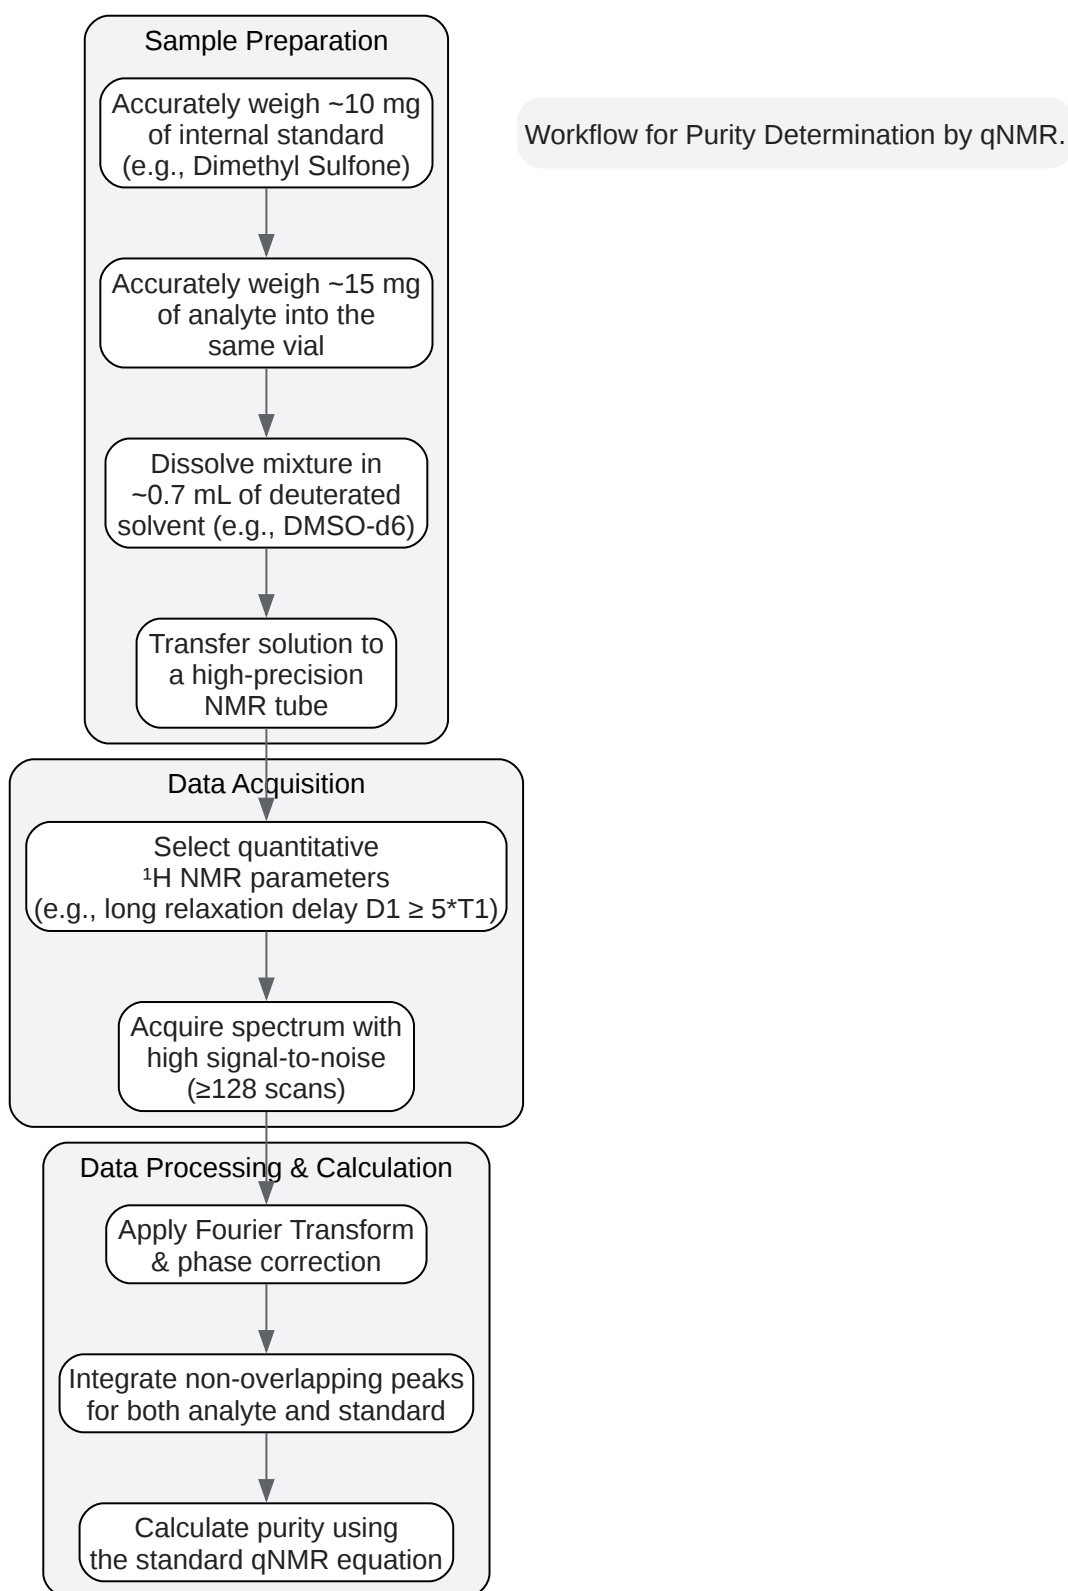 Sample Preparation
Accurately weigh ~10 mg
of internal standard
(e.g., Dimethyl Sulfone)
Workflow for Purity Determination by qNMR.
Accurately weigh ~15 mg
of analyte into the
same vial
Dissolve mixture in
~0.7 mL of deuterated
solvent (e.g., DMSO-d6)
Transfer solution to
a high-precision
NMR tube
Data Acquisition
Select quantitative
¹H NMR parameters
(e.g., long relaxation delay D1 ≥ 5*T1)
Acquire spectrum with
high signal-to-noise
(≥128 scans)
Data Processing & Calculation
Apply Fourier Transform
& phase correction
Integrate non-overlapping peaks
for both analyte and standard
Calculate purity using
the standard qNMR equation